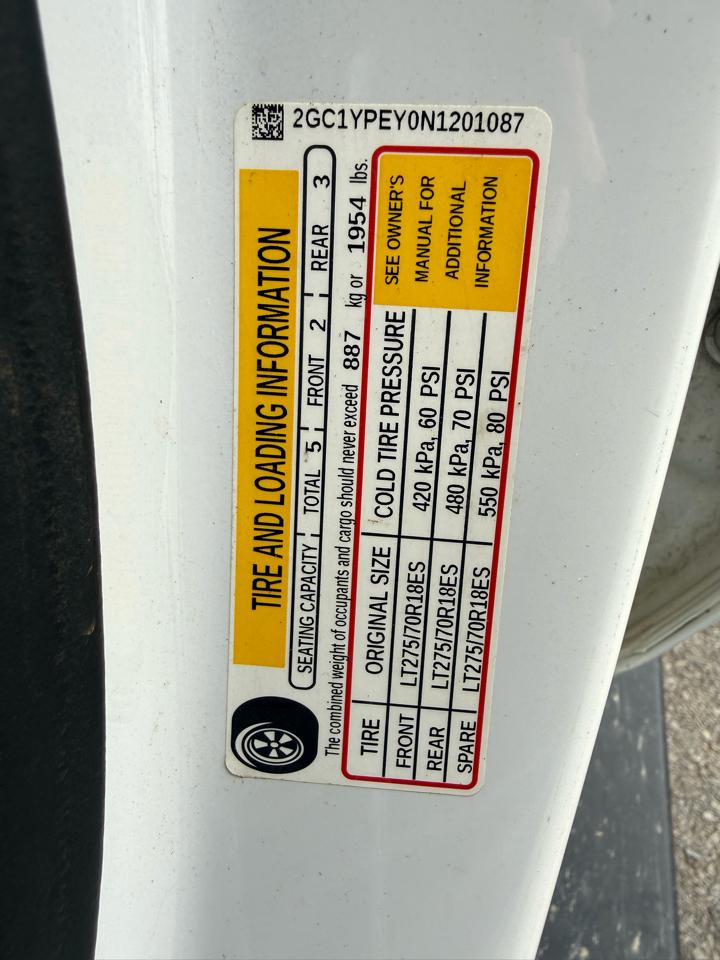 2GC1YPEY0N1201087
TIRE AND LOADING INFORMATION
SEATING CAPACITY TOTAL 5 FRONT 2 REAR 3
The combined weight of occupants and cargo should never exceed 887 kg or 1954 lbs.
TIRE ORIGINAL SIZE COLD TIRE PRESSURE
FRONT LT275/70R18ES 420 kPa, 60 PSI
REAR LT275/70R18ES 480 kPa, 70 PSI
SPARE LT275/70R18ES 550 kPa, 80 PSI
SEE OWNER'S
MANUAL FOR
ADDITIONAL
INFORMATION